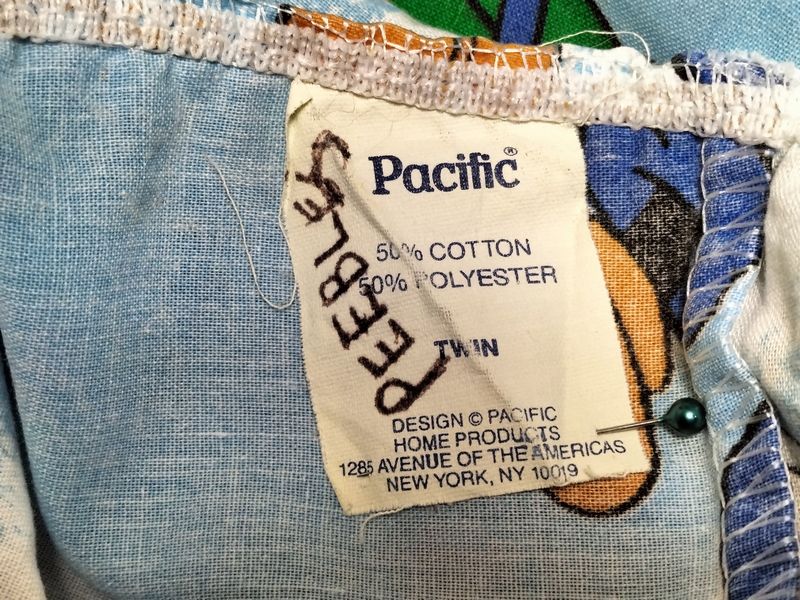 Pacific®
50% COTTON
50% POLYESTER
TWIN
DESIGN © PACIFIC
HOME PRODUCTS
1285 AVENUE OF THE AMERICAS
NEW YORK, NY 10019
PEEBLES